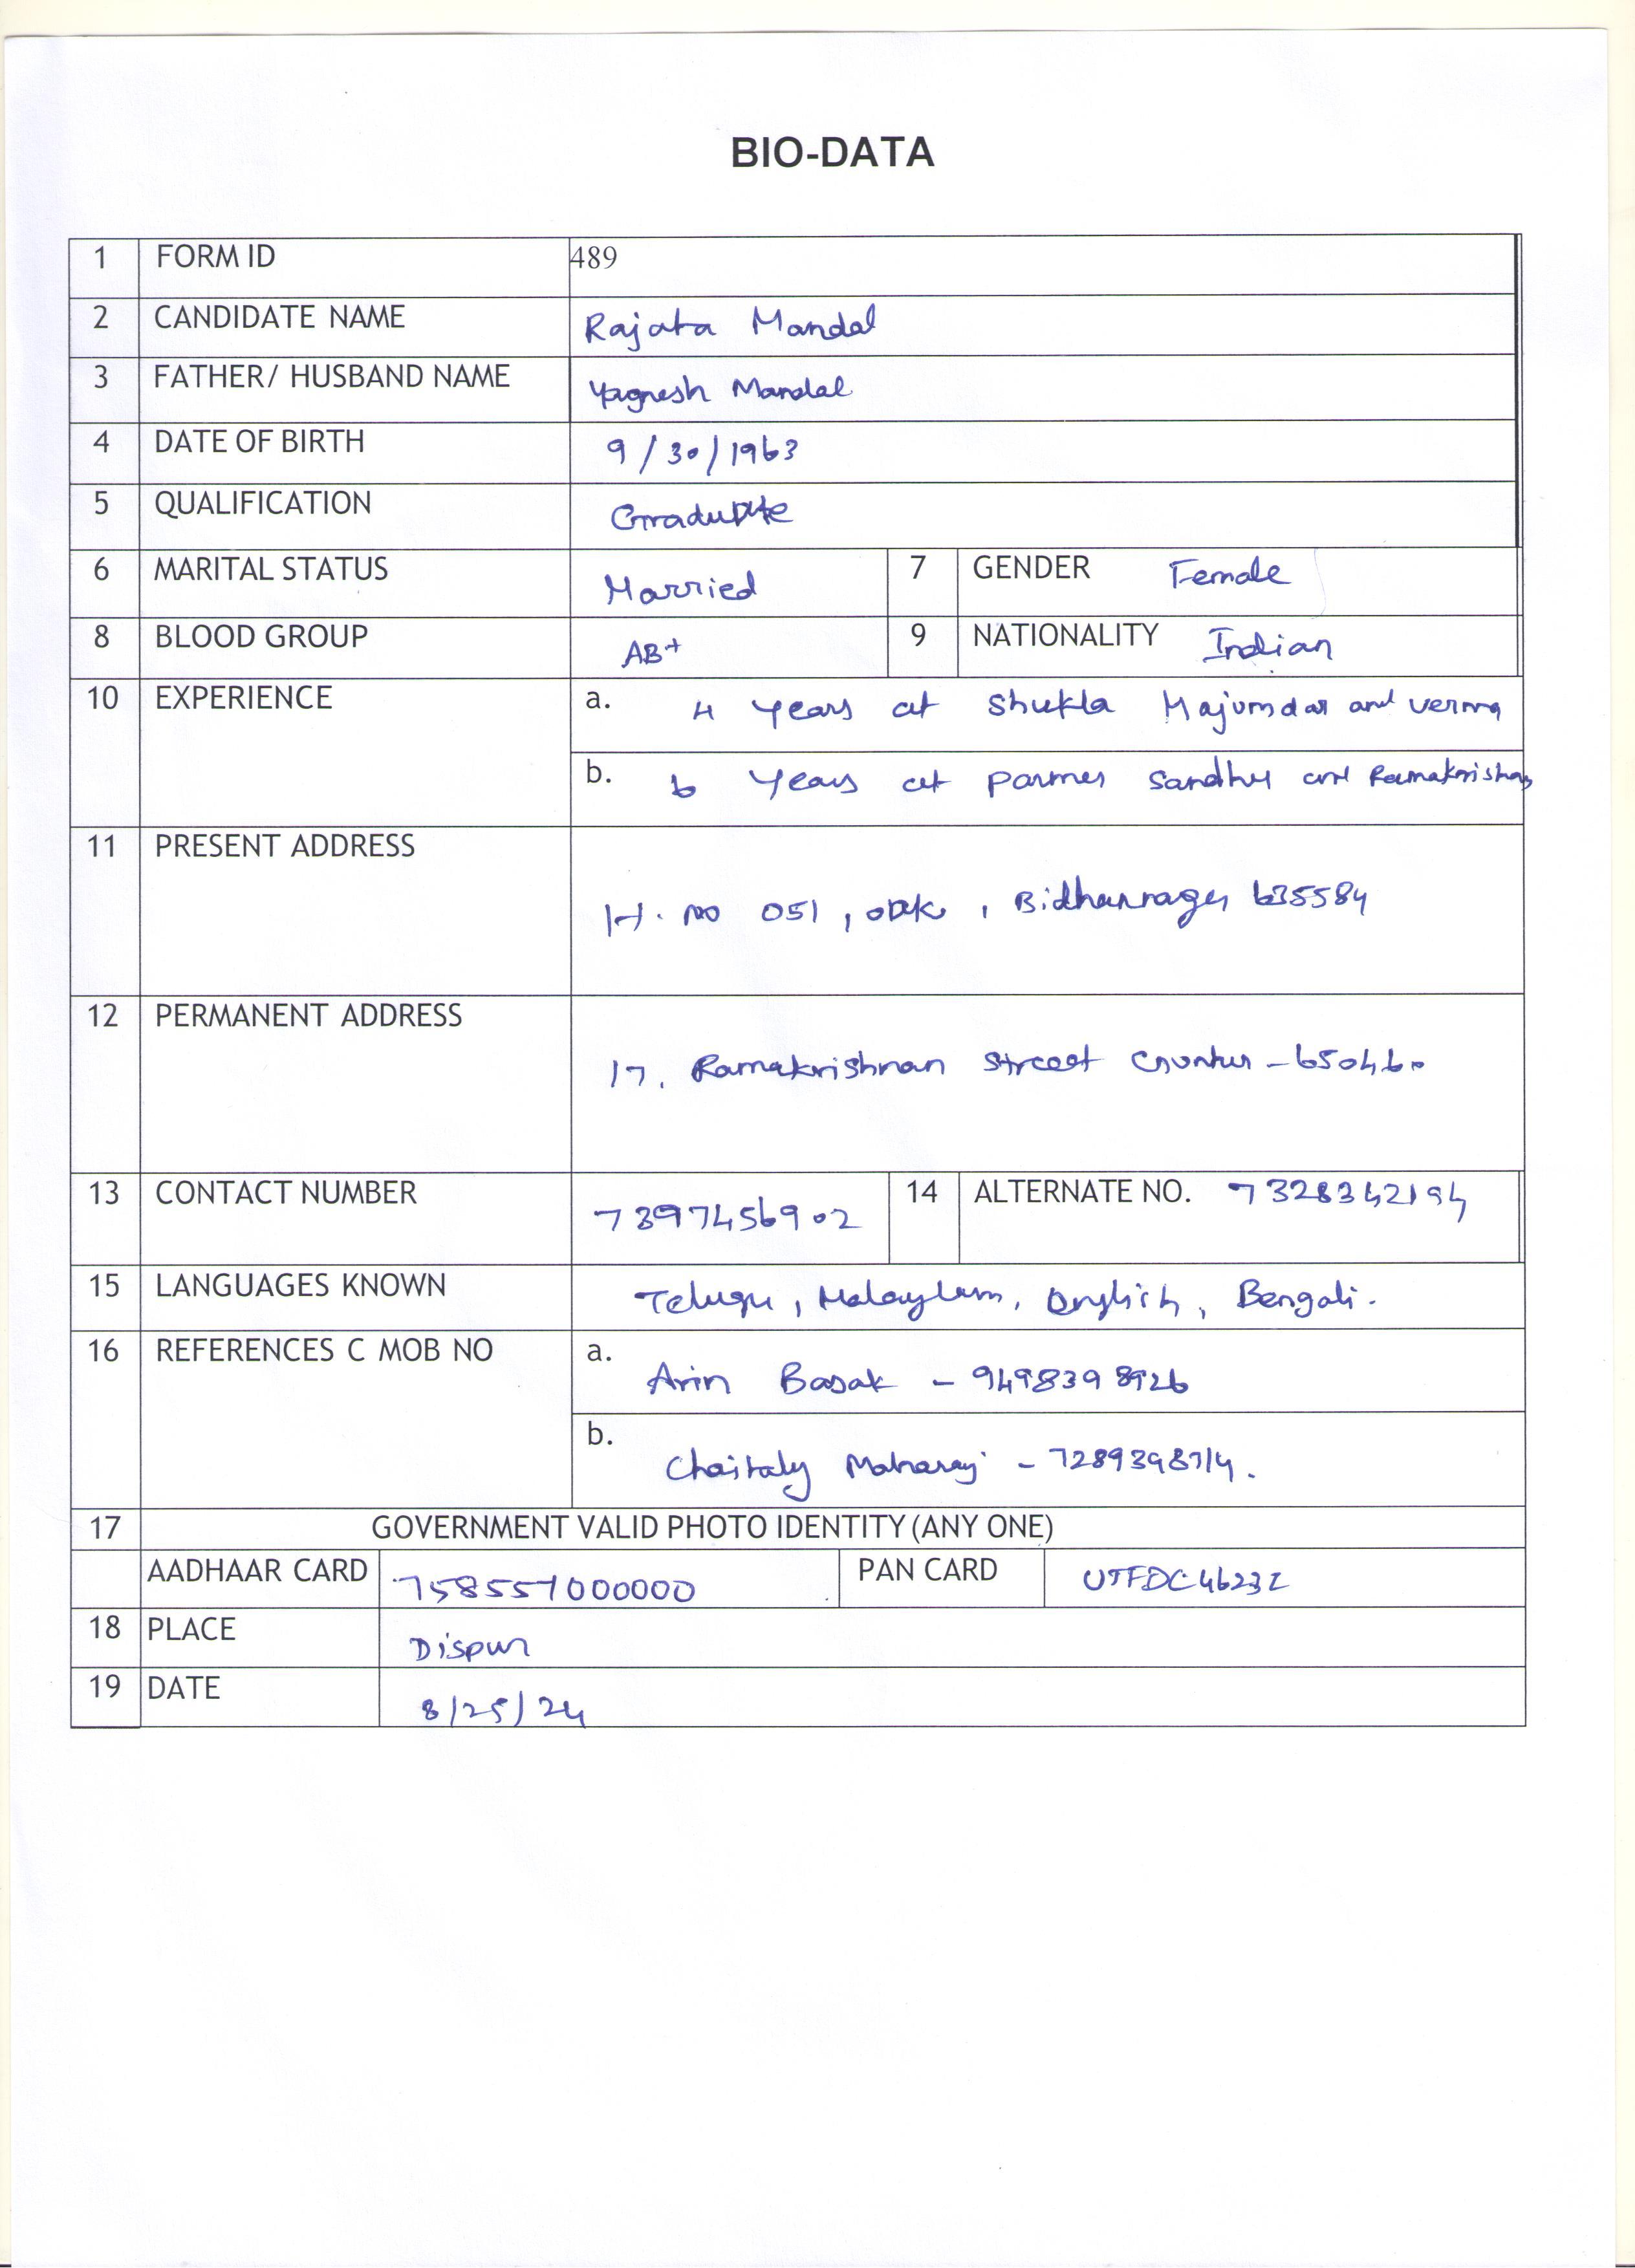 BIO-DATA
1 FORM ID 489
2 CANDIDATE NAME Rajata Mandal
3 FATHER/ HUSBAND NAME Yagnesh Mandal
4 DATE OF BIRTH 9/30/1963
5 QUALIFICATION Graduate
6 MARITAL STATUS Married 7 GENDER Female
8 BLOOD GROUP AB+ 9 NATIONALITY Indian
10 EXPERIENCE a. 4 Years at Shukla Majumdar and verma
b. 6 Years at Sandhu and
11 PRESENT ADDRESS
H. no 051, , Bidhannagar 635584
12 PERMANENT ADDRESS
17, Ramakrishnan Street Guntur - 650460
13 CONTACT NUMBER 7397456902 14 ALTERNATE NO. 7328342194
15 LANGUAGES KNOWN Telugu, Malaylam, English, Bengali.
16 REFERENCES C MOB NO a. Arin Basak - 9498398926
b. Chaitaly Maharaj - 7289398714.
17 GOVERNMENT VALID PHOTO IDENTITY (ANY ONE)
AADHAAR CARD 758557000000 PAN CARD
18 PLACE Dispur
19 DATE 8/25/24